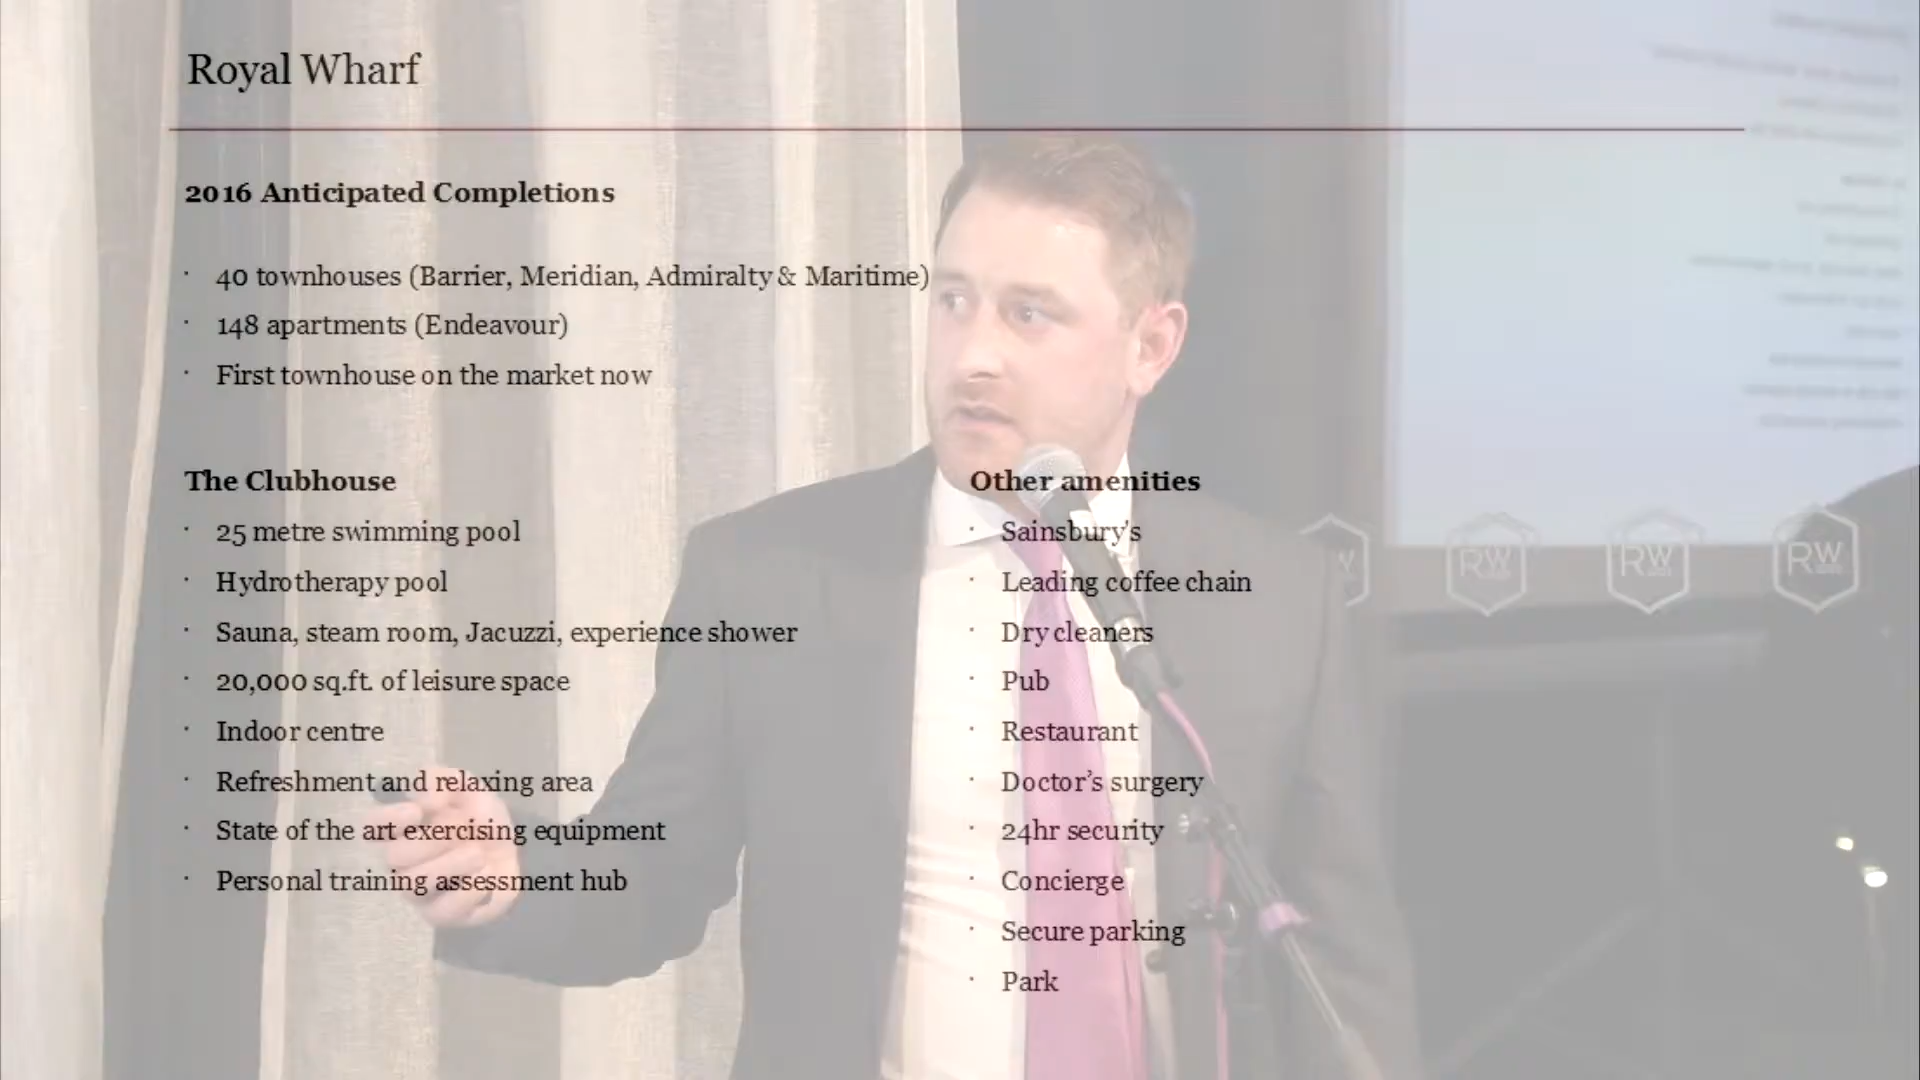 Royal Wharf
2016 Anticipated Completions
· 40 townhouses (Barrier, Meridian, Admiralty & Maritime)
· 148 apartments (Endeavour)
· First townhouse on the market now
The Clubhouse
· 25 metre swimming pool
· Hydrotherapy pool
· Sauna, steam room, Jacuzzi, experience shower
· 20,000 sq.ft. of leisure space
· Indoor centre
· Refreshment and relaxing area
· State of the art exercising equipment
· Personal training assessment hub
Other amenities
· Sainsbury's
· Leading coffee chain
· Dry cleaners
· Pub
· Restaurant
· Doctor’s surgery
· 24hr security
· Concierge
· Secure parking
· Park
W
RW
RW
RW